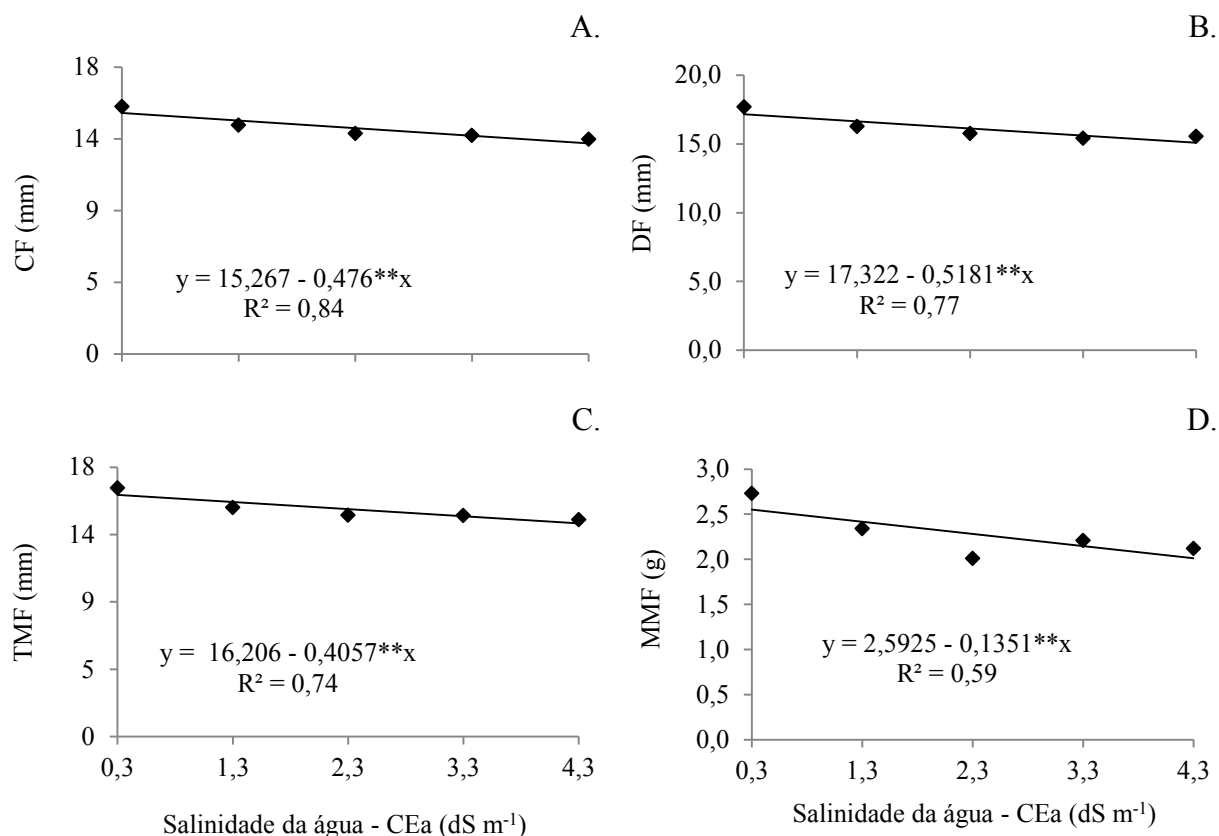 A.
18
14
9
5
0
CF (mm)
y = 15,267 - 0,476**x
R² = 0,84
B.
20,0
15,0
10,0
5,0
0,0
DF (mm)
y = 17,322 - 0,5181**x
R² = 0,77
C.
18
14
9
5
0
TMF (mm)
y = 16,206 - 0,4057**x
R² = 0,74
0,3 1,3 2,3 3,3 4,3
Salinidade da água - CEa (dS m⁻¹)
D.
3,0
2,5
2,0
1,5
1,0
0,5
0,0
MMF (g)
y = 2,5925 - 0,1351**x
R² = 0,59
0,3 1,3 2,3 3,3 4,3
Salinidade da água - CEa (dS m⁻¹)